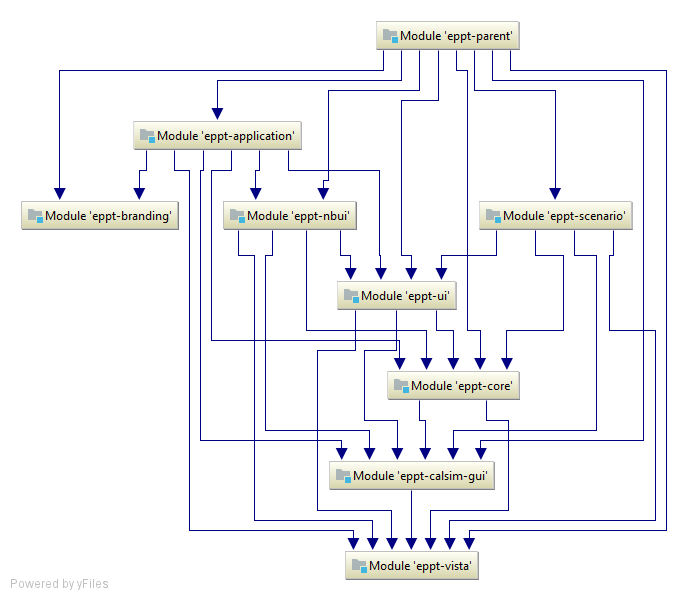 Module 'eppt-parent'
Module 'eppt-application'
Module 'eppt-branding'
Module 'eppt-nbui'
Module 'eppt-scenario'
Module 'eppt-ui'
Module 'eppt-core'
Module 'eppt-calsim-gui'
Module 'eppt-vista'
Powered by yFiles